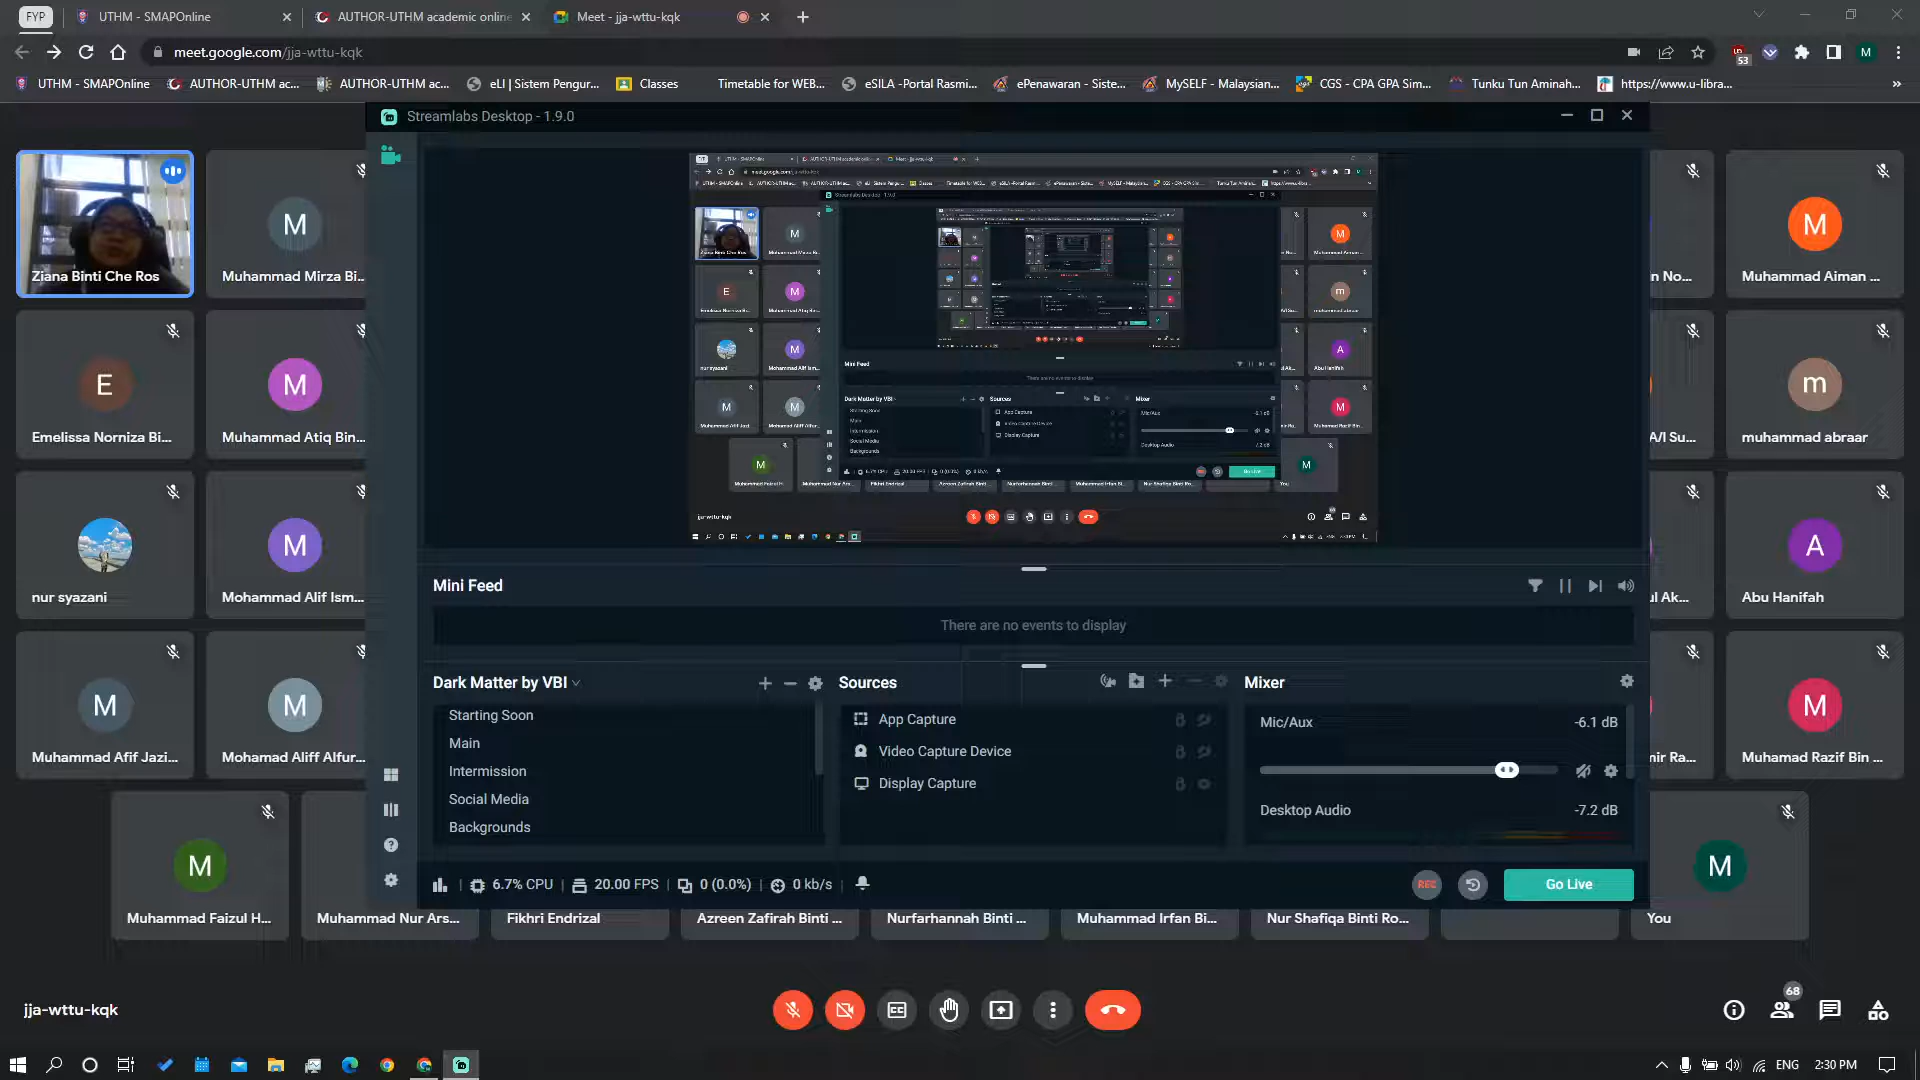 FYP
UTHM - SMAPOnline
AUTHOR-UTHM academic online
Meet - jja-wttu-kqk
meet.google.com/jja-wttu-kqk
53
M
UTHM - SMAPOnline
AUTHOR-UTHM ac...
AUTHOR-UTHM ac...
eLI | Sistem Pengur...
Classes
Timetable for WEB...
eSILA -Portal Rasmi...
ePenawaran - Siste...
MySELF - Malaysian...
CGS - CPA GPA Sim...
Tunku Tun Aminah...
https://www.u-libra...
Streamlabs Desktop - 1.9.0
Ziana Binti Che Ros
M
Muhammad Mirza Bi...
n No...
M
Muhammad Aiman ...
E
Emelissa Norniza Bi...
M
Muhammad Atiq Bin...
A/l Su...
m
muhammad abraar
nur syazani
M
Mohammad Alif Ism...
ul Ak...
A
Abu Hanifah
M
Muhammad Afif Jazi...
M
Mohamad Aliff Alfur...
mir Ra...
M
Muhamad Razif Bin ...
Mini Feed
There are no events to display
Dark Matter by VBI
Starting Soon
Main
Intermission
Social Media
Backgrounds
Sources
App Capture
Video Capture Device
Display Capture
Mixer
Mic/Aux
-6.1 dB
Desktop Audio
-7.2 dB
6.7% CPU
20.00 FPS
0 (0.0%)
0 kb/s
REC
Go Live
M
Muhammad Faizul H...
Muhammad Nur Ars...
Fikhri Endrizal
Azreen Zafirah Binti ...
Nurfarhannah Binti ...
Muhammad Irfan Bi...
Nur Shafiqa Binti Ro...
M
You
jja-wttu-kqk
68
ENG
2:30 PM